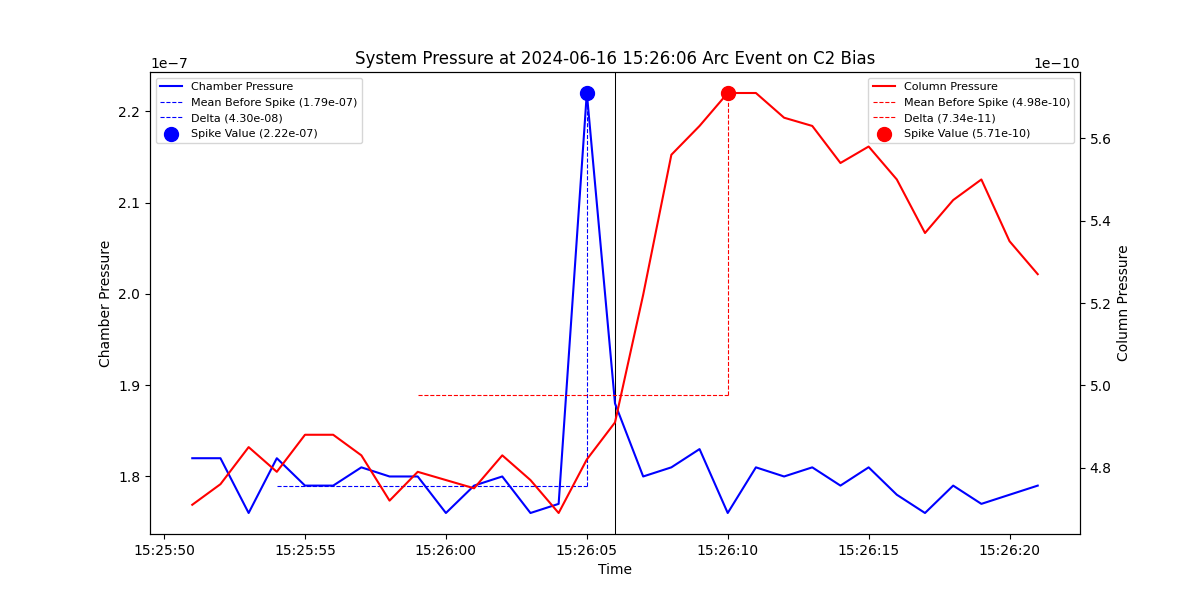 System Pressure at 2024-06-16 15:26:06 Arc Event on C2 Bias
1e−7
1e−10
Chamber Pressure
Mean Before Spike (1.79e-07)
Delta (4.30e-08)
Spike Value (2.22e-07)
Column Pressure
Mean Before Spike (4.98e-10)
Delta (7.34e-11)
Spike Value (5.71e-10)
2.2
2.1
2.0
1.9
1.8
Chamber Pressure
5.6
5.4
5.2
5.0
4.8
Column Pressure
15:25:50 15:25:55 15:26:00 15:26:05 15:26:10 15:26:15 15:26:20
Time